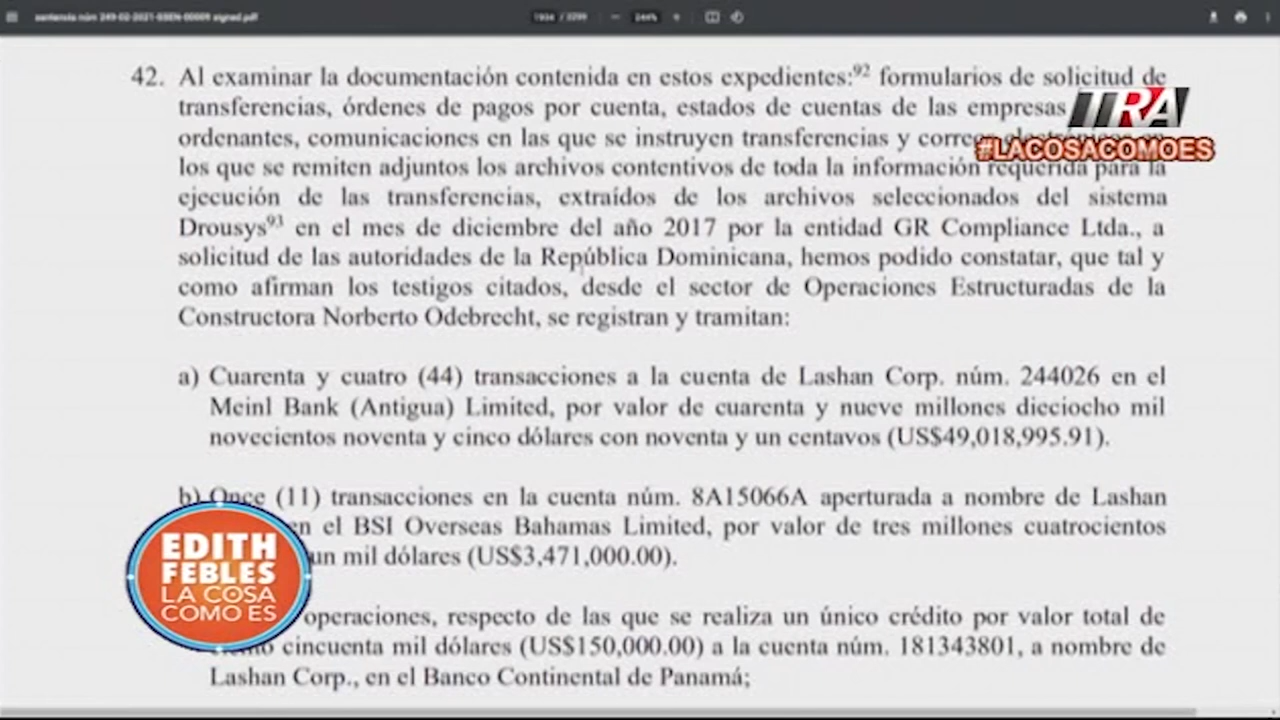 sentencia núm 249-02-2021-SSEN-00009 signed.pdf
42. Al examinar la documentación contenida en estos expedientes:⁹² formularios de solicitud de
TRA
transferencias, órdenes de pagos por cuenta, estados de cuentas de las empresas
ordenantes, comunicaciones en las que se instruyen transferencias y correos electrónicos en
#LACOSACOMOES
los que se remiten adjuntos los archivos contentivos de toda la información requerida para la
ejecución de las transferencias, extraídos de los archivos seleccionados del sistema
Drousys⁹³ en el mes de diciembre del año 2017 por la entidad GR Compliance Ltda., a
solicitud de las autoridades de la República Dominicana, hemos podido constatar, que tal y
como afirman los testigos citados, desde el sector de Operaciones Estructuradas de la
Constructora Norberto Odebrecht, se registran y tramitan:
a) Cuarenta y cuatro (44) transacciones a la cuenta de Lashan Corp. núm. 244026 en el
Meinl Bank (Antigua) Limited, por valor de cuarenta y nueve millones dieciocho mil
novecientos noventa y cinco dólares con noventa y un centavos (US$49,018,995.91).
b) Once (11) transacciones en la cuenta núm. 8A15066A aperturada a nombre de Lashan
en el BSI Overseas Bahamas Limited, por valor de tres millones cuatrocientos
un mil dólares (US$3,471,000.00).
operaciones, respecto de las que se realiza un único crédito por valor total de
cincuenta mil dólares (US$150,000.00) a la cuenta núm. 181343801, a nombre de
Lashan Corp., en el Banco Continental de Panamá;
EDITH
FEBLES
LA COSA
COMO ES